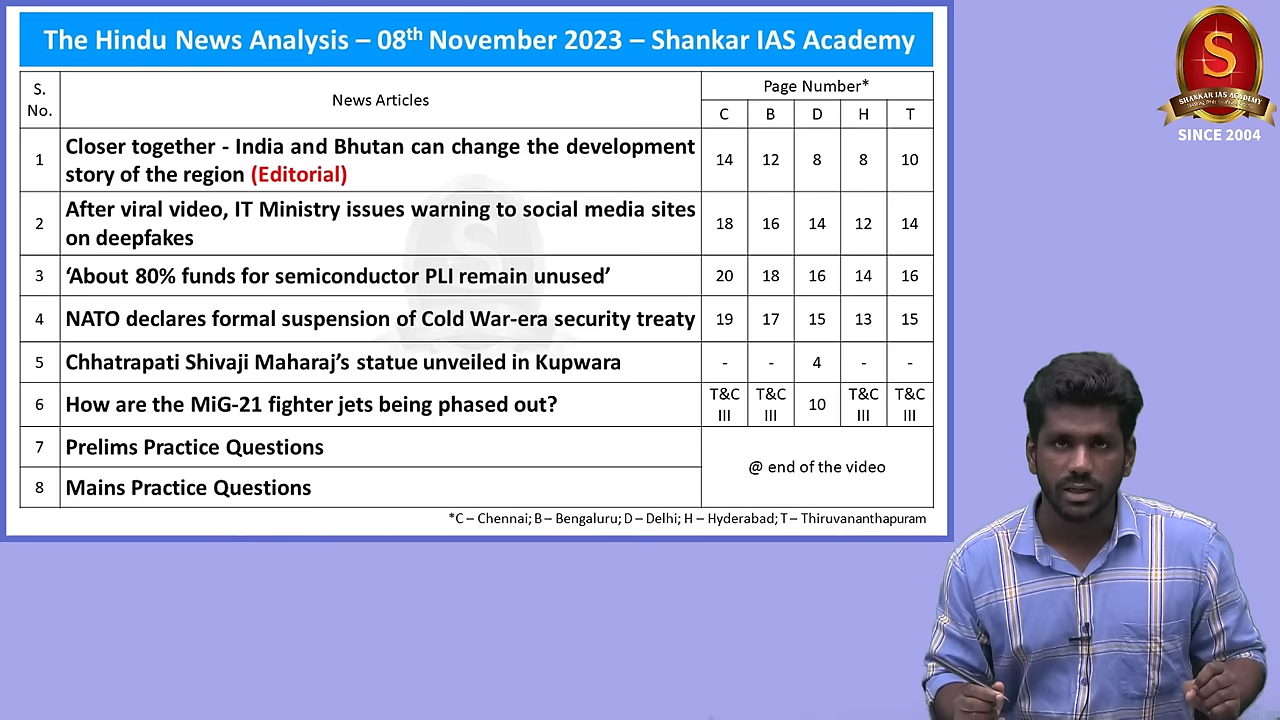 The Hindu News Analysis – 08th November 2023 – Shankar IAS Academy
S. No.
News Articles
Page Number*
C B D H T
1 Closer together - India and Bhutan can change the development 14 12 8 8 10
story of the region (Editorial)
2 After viral video, IT Ministry issues warning to social media sites 18 16 14 12 14
on deepfakes
3 ‘About 80% funds for semiconductor PLI remain unused’ 20 18 16 14 16
4 NATO declares formal suspension of Cold War-era security treaty 19 17 15 13 15
5 Chhatrapati Shivaji Maharaj’s statue unveiled in Kupwara - - 4 - -
6 How are the MiG-21 fighter jets being phased out? T&C III T&C III 10 T&C III T&C III
7 Prelims Practice Questions
8 Mains Practice Questions
@ end of the video
*C – Chennai; B – Bengaluru; D – Delhi; H – Hyderabad; T – Thiruvananthapuram
S
SHANKAR IAS ACADEMY
SINCE 2004